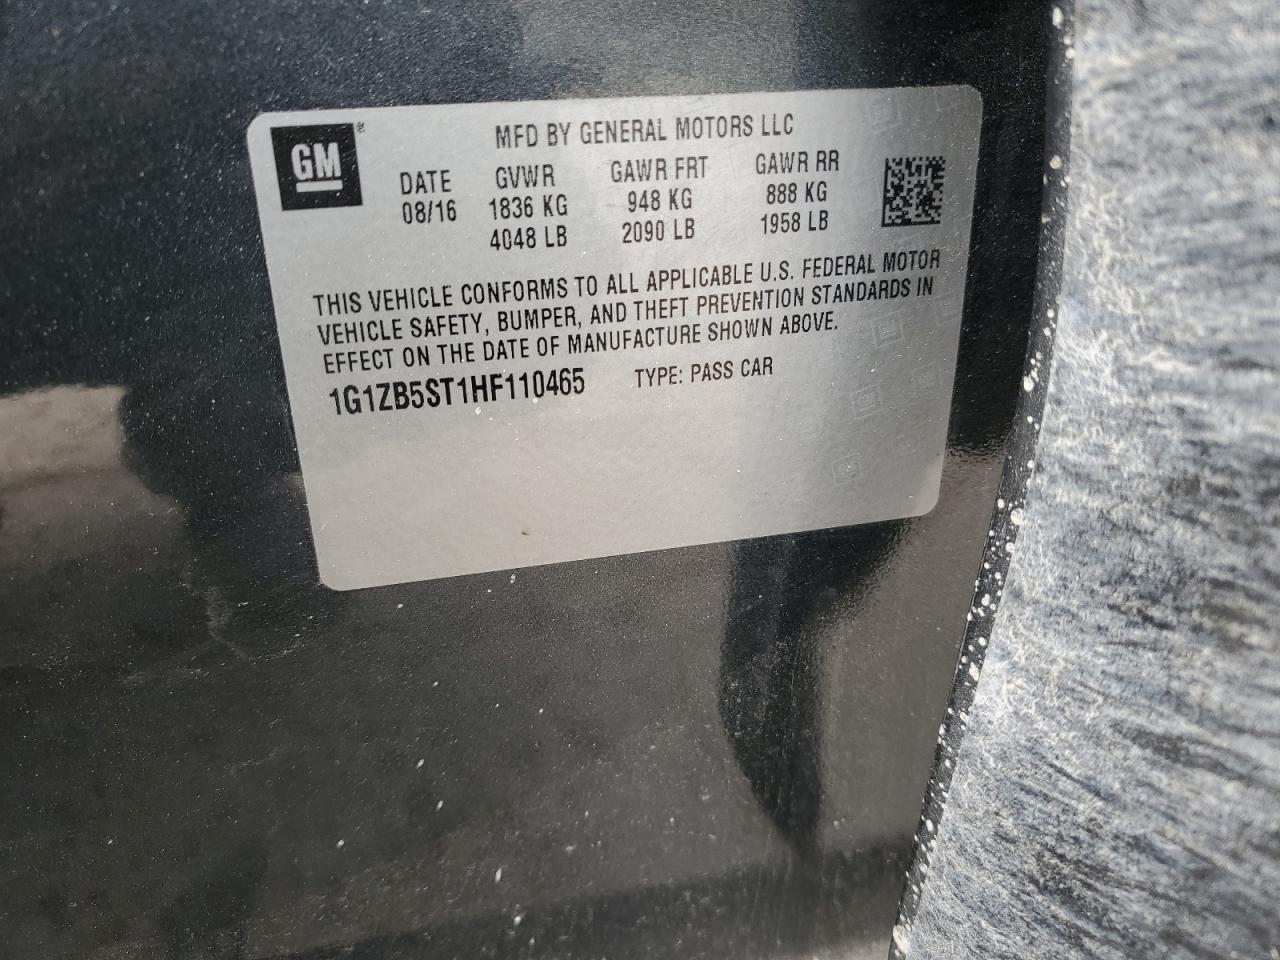 GM
MFD BY GENERAL MOTORS LLC
DATE GVWR GAWR FRT GAWR RR
08/16 1836 KG 948 KG 888 KG
4048 LB 2090 LB 1958 LB
THIS VEHICLE CONFORMS TO ALL APPLICABLE U.S. FEDERAL MOTOR
VEHICLE SAFETY, BUMPER, AND THEFT PREVENTION STANDARDS IN
EFFECT ON THE DATE OF MANUFACTURE SHOWN ABOVE.
1G1ZB5ST1HF110465 TYPE: PASS CAR